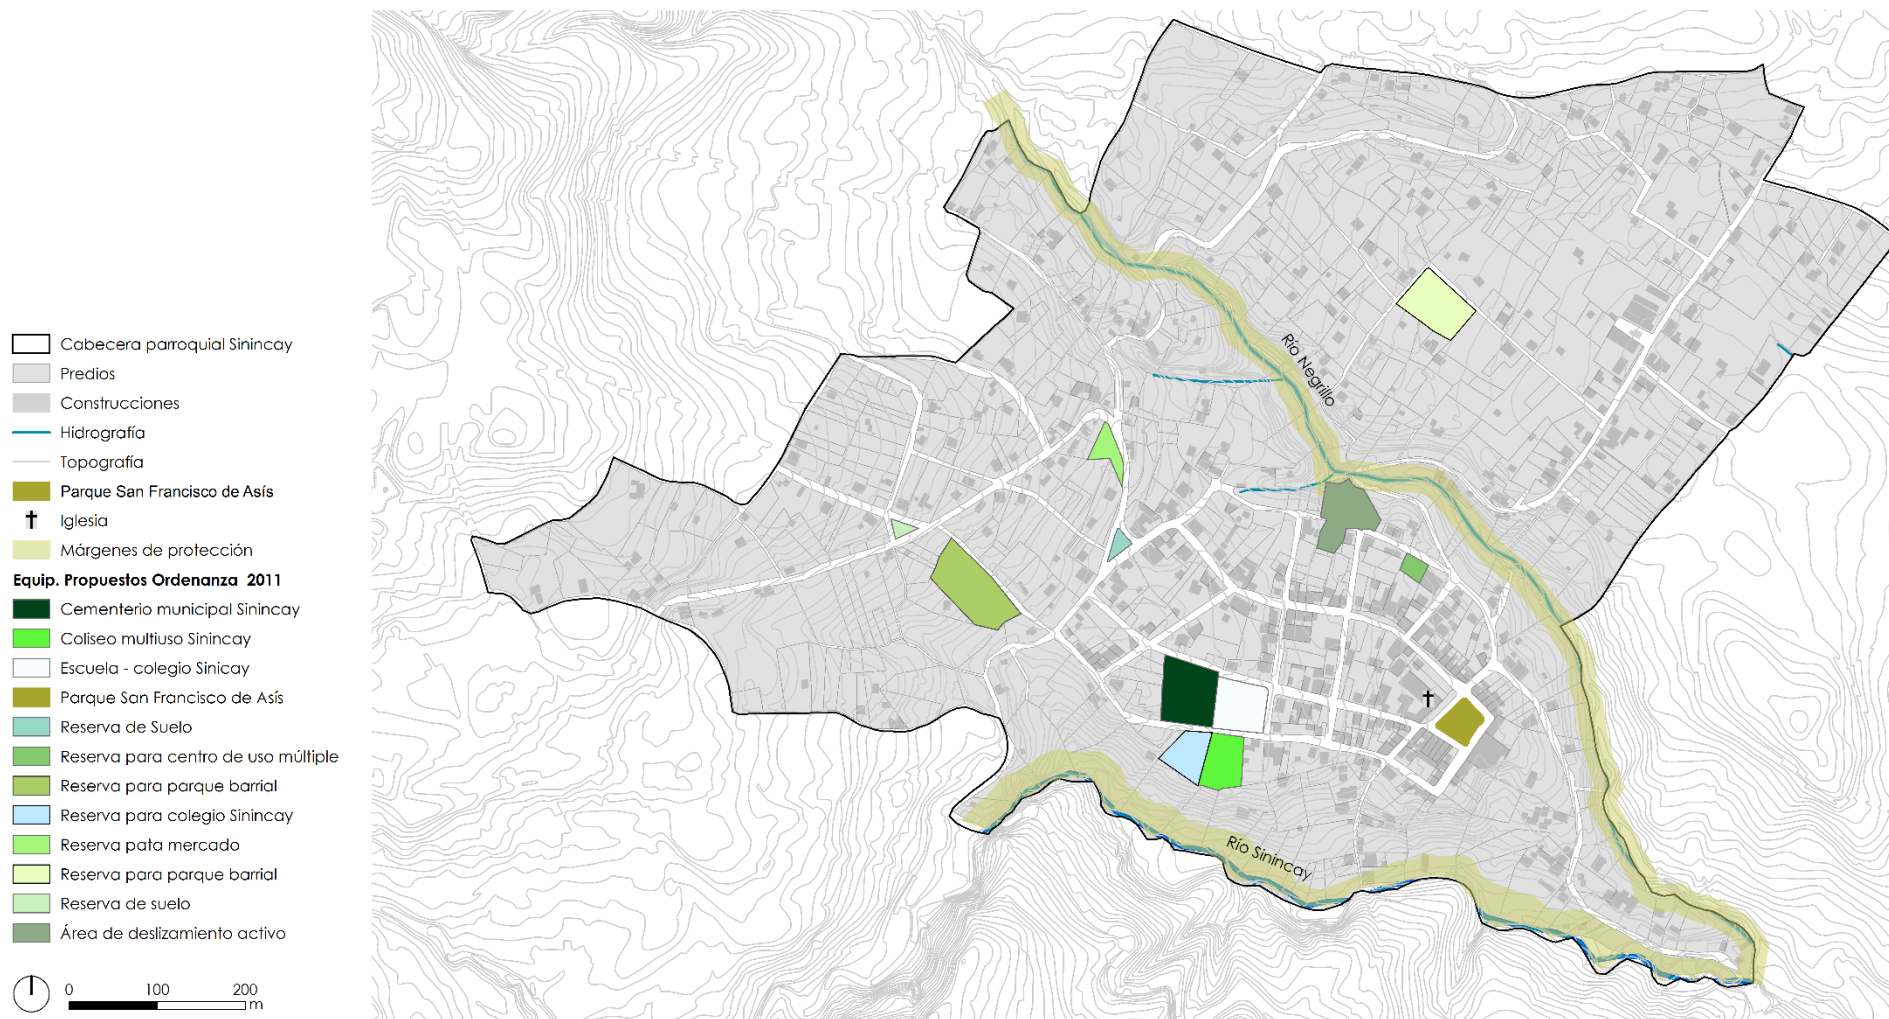 Cabecera parroquial Sinincay
Predios
Construcciones
Hidrografía
Topografía
Parque San Francisco de Asís
Iglesia
Márgenes de protección
Equip. Propuestos Ordenanza 2011
Cementerio municipal Sinincay
Coliseo multiuso Sinincay
Escuela - colegio Sinicay
Parque San Francisco de Asís
Reserva de Suelo
Reserva para centro de uso múltiple
Reserva para parque barrial
Reserva para colegio Sinincay
Reserva pata mercado
Reserva para parque barrial
Reserva de suelo
Área de deslizamiento activo
0 100 200
m
Río Negrillo
Río Sinincay